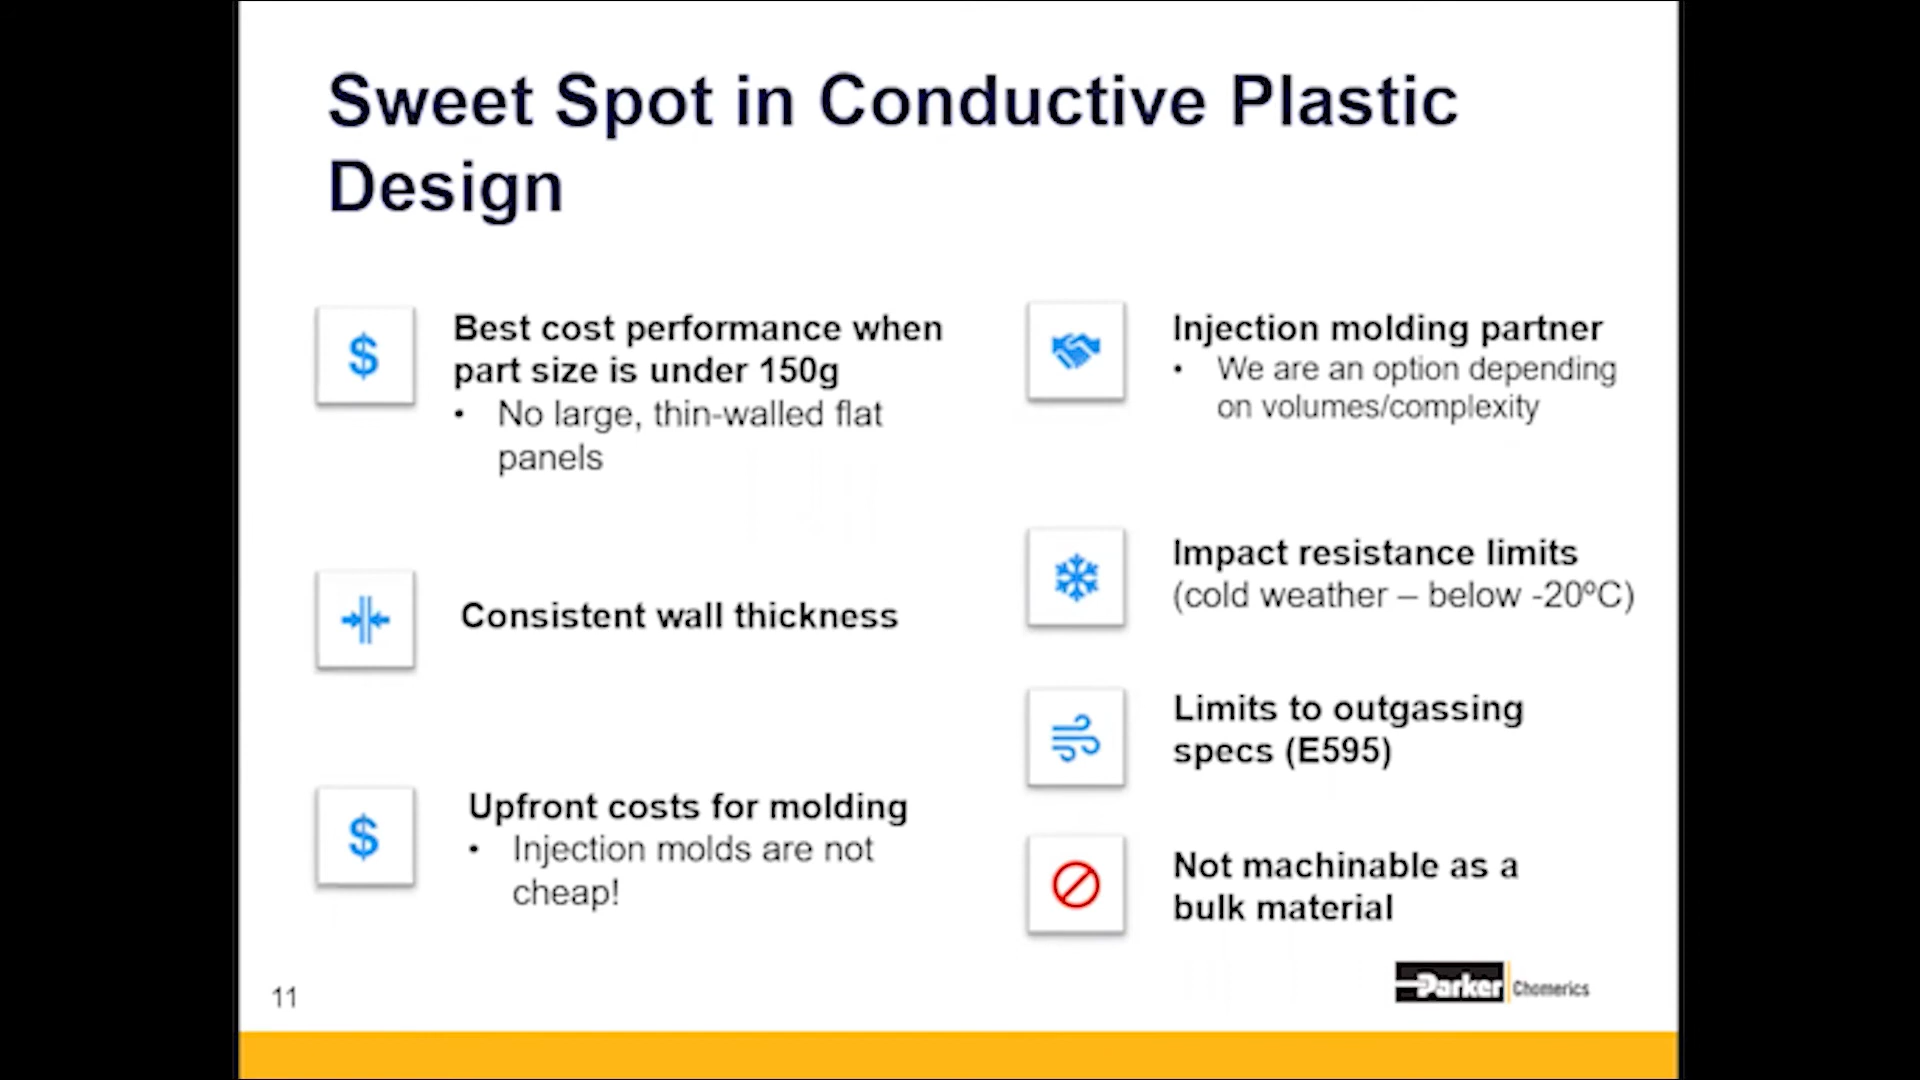 Sweet Spot in Conductive Plastic
Design
$
Best cost performance when
part size is under 150g
• No large, thin-walled flat
panels
Consistent wall thickness
$
Upfront costs for molding
• Injection molds are not
cheap!
Injection molding partner
• We are an option depending
on volumes/complexity
Impact resistance limits
(cold weather – below -20ºC)
Limits to outgassing
specs (E595)
Not machinable as a
bulk material
11
Parker Chomerics